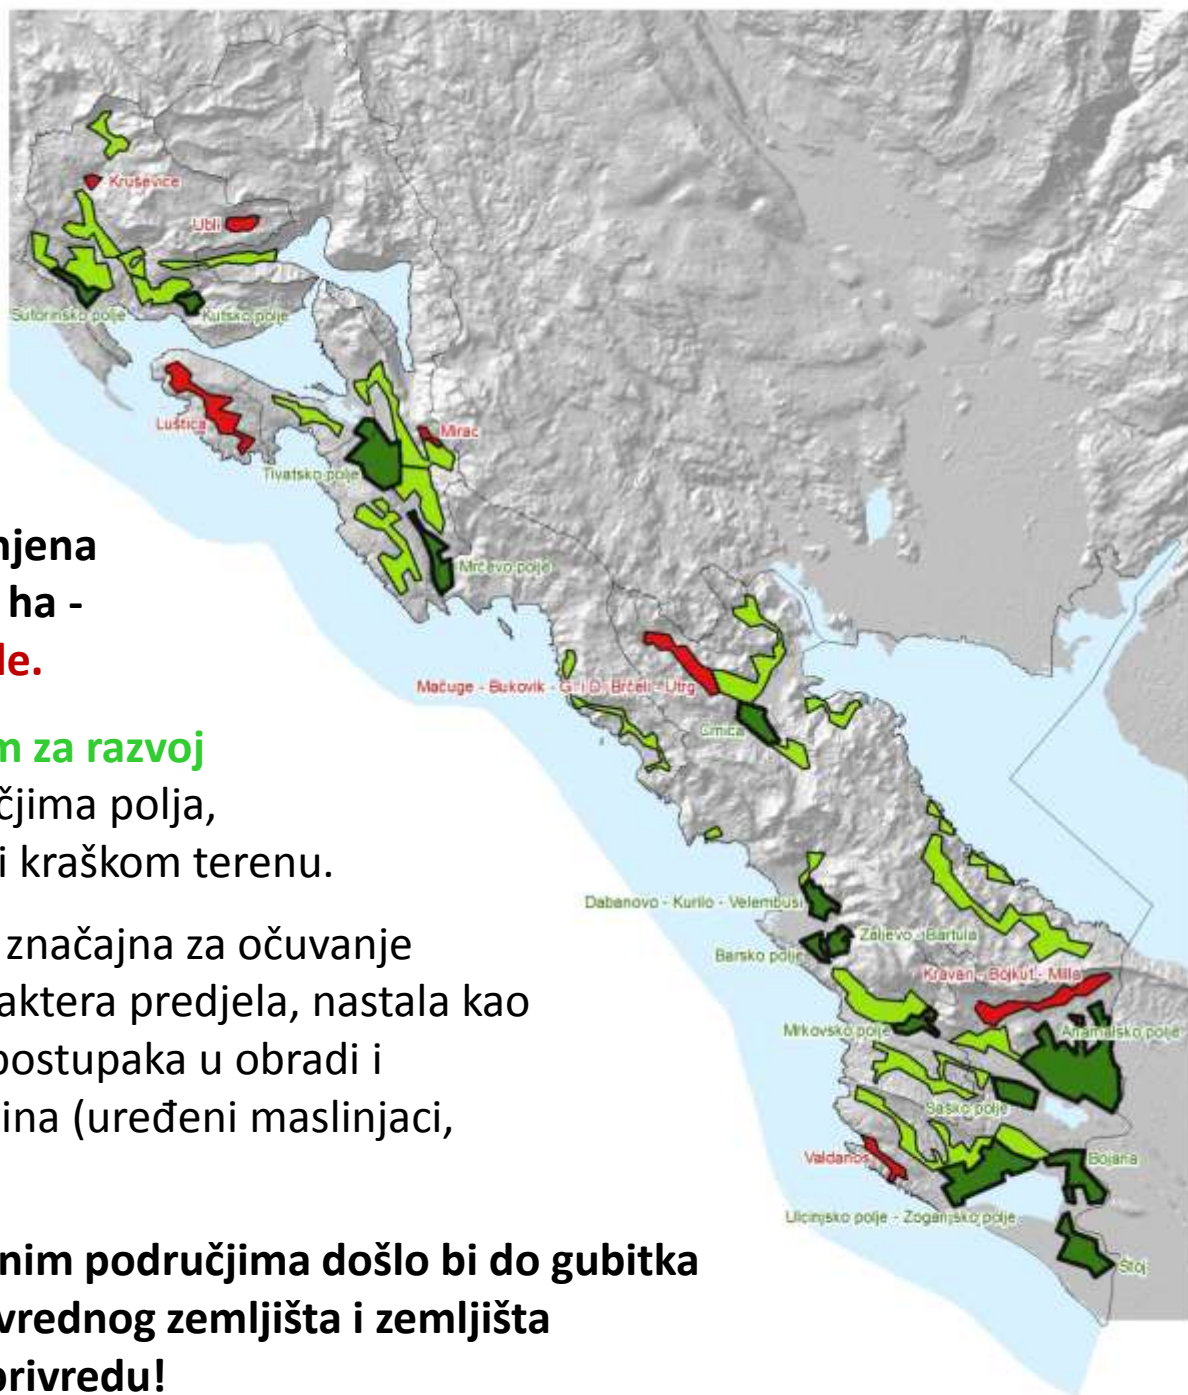 Kruševice
Ubli
Sutorinsko polje
Kutsko polje
Luštica
Mirac
Tivatsko polje
Mrčevo polje
njena
ha -
le.
Mačuge - Bukovik - G. i D. Brčeli - Utrg
Crnica
m za razvoj
čjima polja,
i kraškom terenu.
Dabanovo - Kurilo - Velembusi
Zaljevo - Bartula
Barsko polje
značajna za očuvanje
aktera predjela, nastala kao
postupaka u obradi i
ina (uređeni maslinjaci,
Kravari - Bojkut - Mille
Mrkovsko polje
Anamalsko polje
Saško polje
Valdanos
Bojana
Ulcinjsko polje - Zoganjsko polje
Štoj
nim područjima došlo bi do gubitka
vrednog zemljišta i zemljišta
privredu!